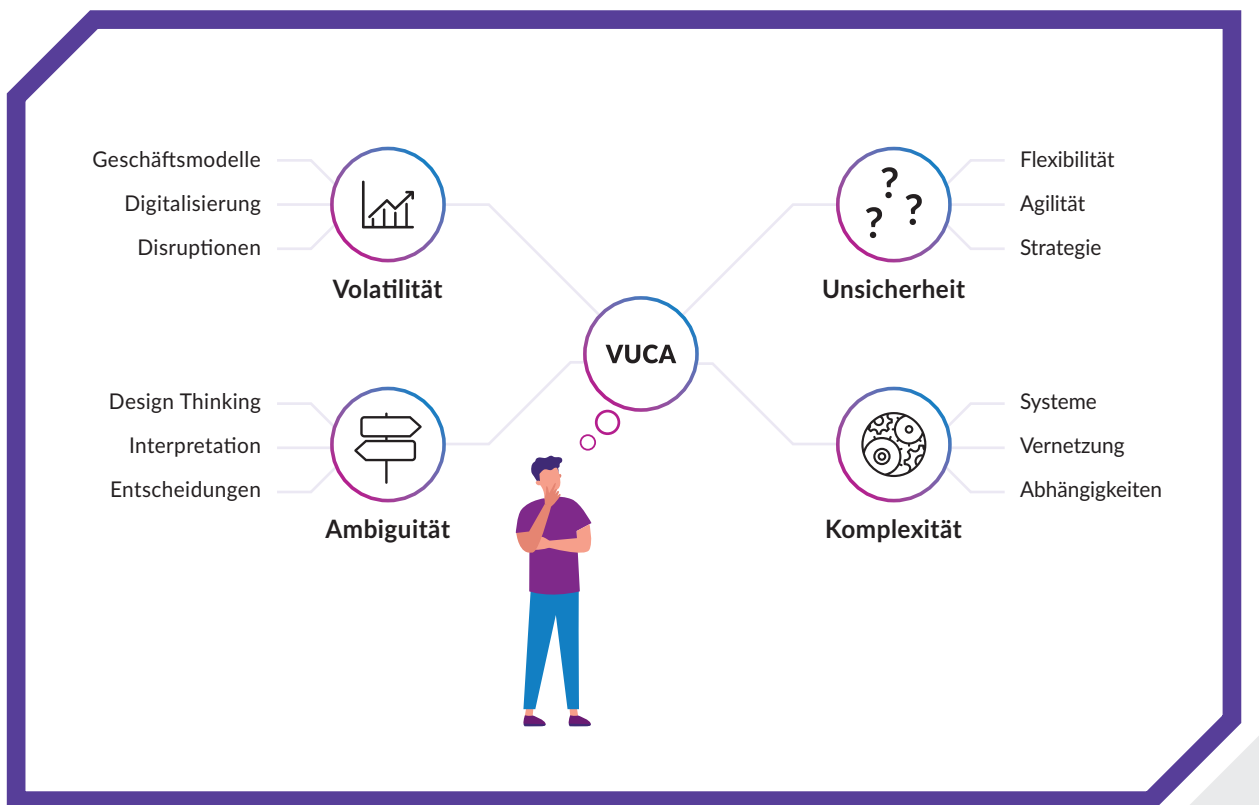 Geschäftsmodelle
Digitalisierung
Disruptionen
Volatilität
Flexibilität
Agilität
Strategie
Unsicherheit
VUCA
Design Thinking
Interpretation
Entscheidungen
Ambiguität
Systeme
Vernetzung
Abhängigkeiten
Komplexität
? ? ?